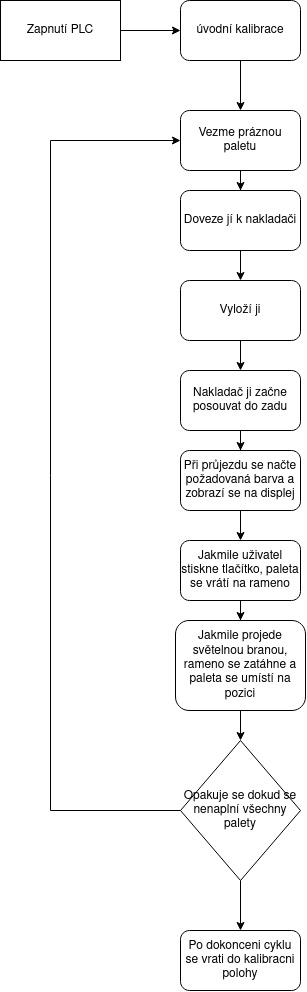 Zapnutí PLC
úvodní kalibrace
Vezme práznou
paletu
Doveze jí k nakladači
Vyloží ji
Nakladač ji začne
posouvat do zadu
Při průjezdu se načte
požadovaná barva a
zobrazí se na displej
Jakmile uživatel
stiskne tlačítko, paleta
se vrátí na rameno
Jakmile projede
světelnou branou,
rameno se zatáhne a
paleta se umístí na
pozici
Opakuje se dokud se
nenaplní všechny
palety
Po dokonceni cyklu
se vrati do kalibracni
polohy